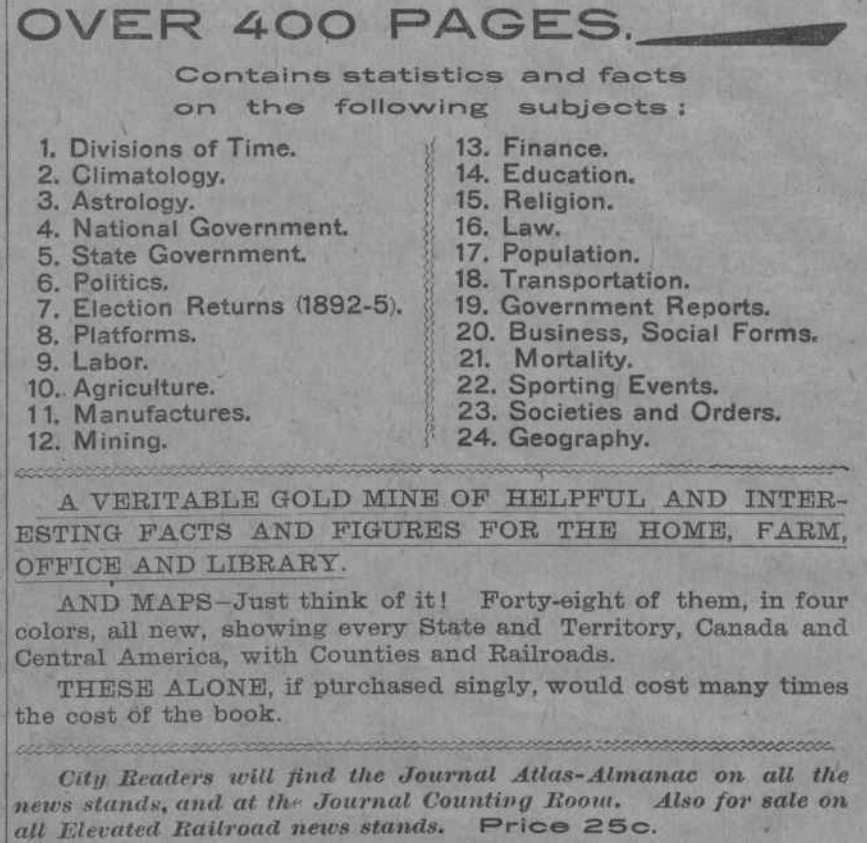 OVER 400 PAGES.
Contains statistics and facts
on the following subjects:
1. Divisions of Time.
2. Climatology.
3. Astrology.
4. National Government.
5. State Government.
6. Politics.
7. Election Returns (1892-5).
8. Platforms.
9. Labor.
10. Agriculture.
11. Manufactures.
12. Mining.
13. Finance.
14. Education.
15. Religion.
16. Law.
17. Population.
18. Transportation.
19. Government Reports.
20. Business, Social Forms.
21. Mortality.
22. Sporting Events.
23. Societies and Orders.
24. Geography.
A VERITABLE GOLD MINE OF HELPFUL AND INTER-
ESTING FACTS AND FIGURES FOR THE HOME, FARM,
OFFICE AND LIBRARY.
AND MAPS—Just think of it! Forty-eight of them, in four
colors, all new, showing every State and Territory, Canada and
Central America, with Counties and Railroads.
THESE ALONE, if purchased singly, would cost many times
the cost of the book.
City Readers will find the Journal Atlas-Almanac on all the
news stands, and at the Journal Counting Room. Also for sale on
all Elevated Railroad news stands. Price 25c.